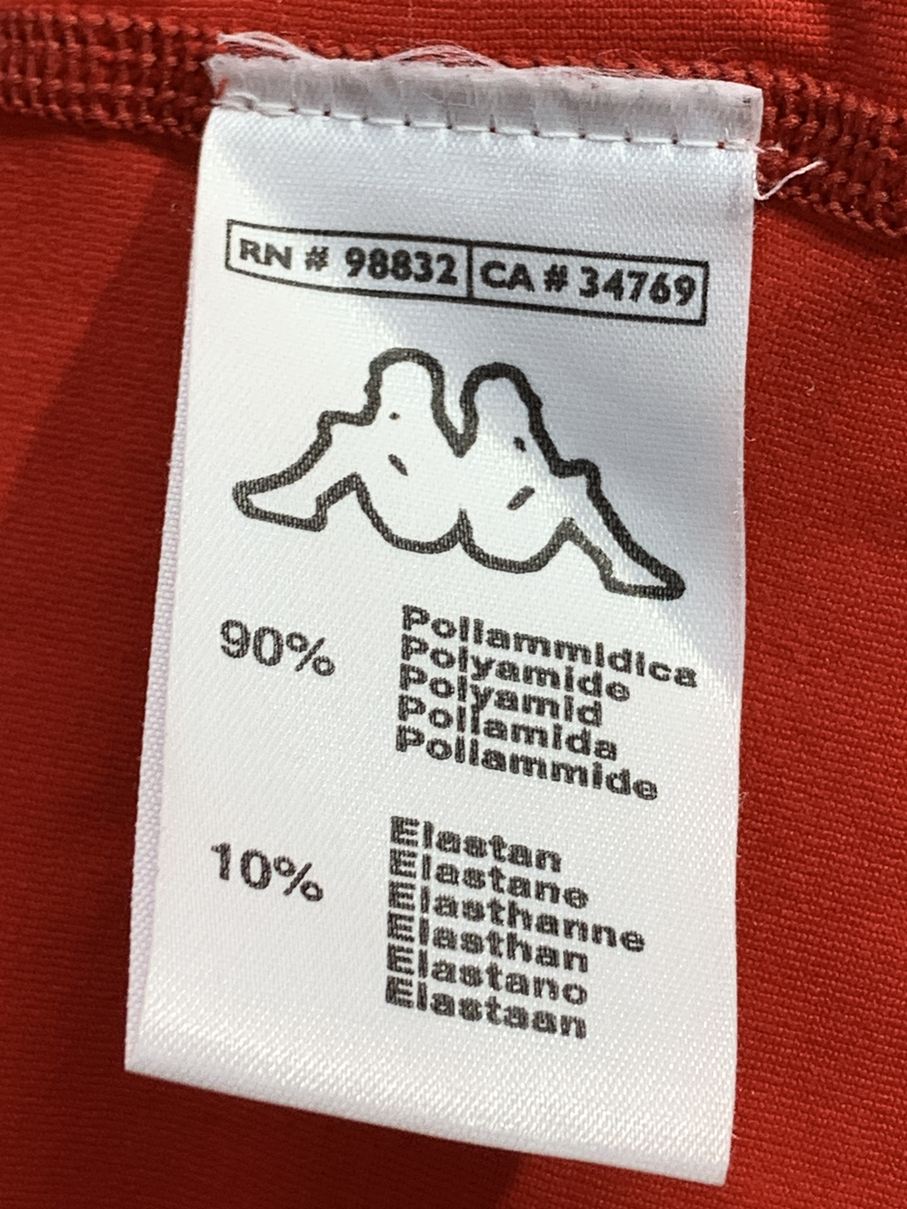 RN # 98832 CA # 34769
90% Poliammidica
Polyamide
Polyamid
Poliamida
Poliammide
10% Elastan
Elastane
Elasthanne
Elasthan
Elastano
Elastaan